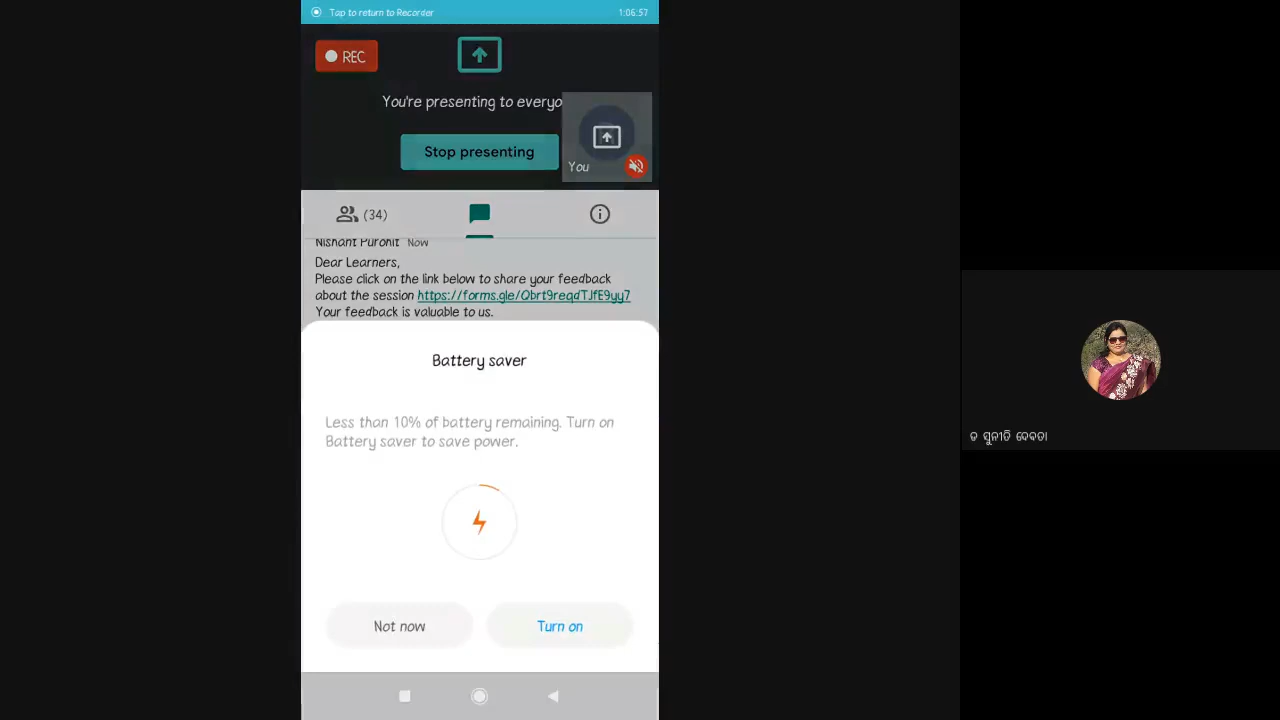 Tap to return to Recorder 1:06:57
REC
You're presenting to everyo
Stop presenting
You
(34)
Nishant Purohit Now
Dear Learners,
Please click on the link below to share your feedback
about the session https://forms.gle/Qbrt9reqdTJfE9yy7
Your feedback is valuable to us.
Battery saver
Less than 10% of battery remaining. Turn on
Battery saver to save power.
Not now Turn on
ଡ ସୁନୀତି ଦେବତା